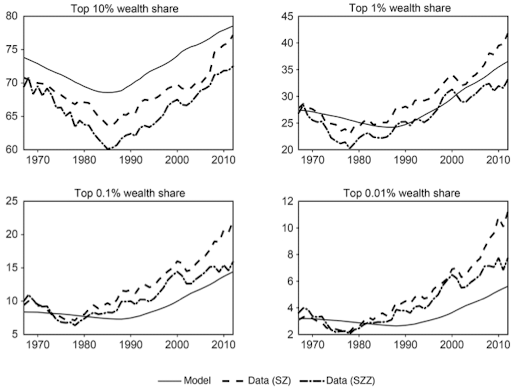 Top 10% wealth share
80
75
70
65
60
1970 1980 1990 2000 2010
Top 1% wealth share
45
40
35
30
25
20
1970 1980 1990 2000 2010
Top 0.1% wealth share
25
20
15
10
5
1970 1980 1990 2000 2010
Top 0.01% wealth share
12
10
8
6
4
2
1970 1980 1990 2000 2010
Model Data (SZ) Data (SZZ)